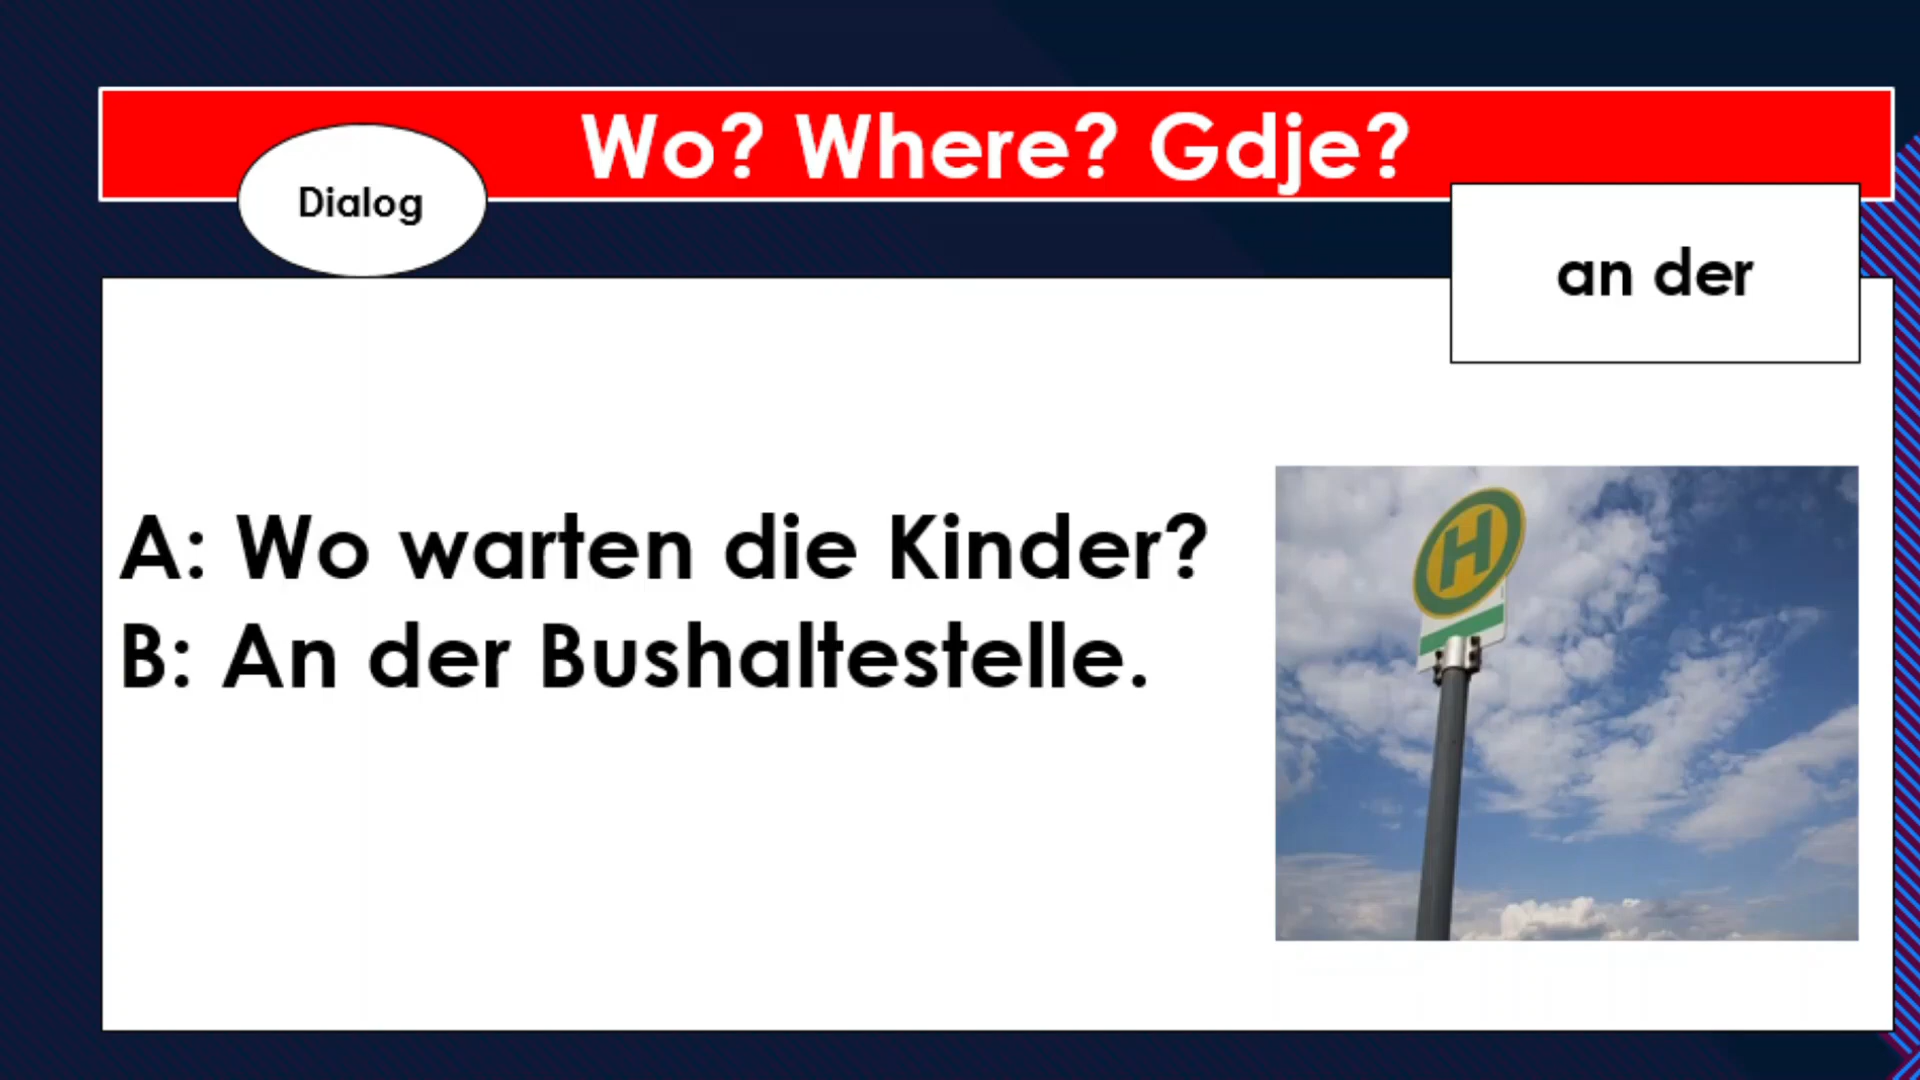 Wo? Where? Gdje?
Dialog
an der
A: Wo warten die Kinder?
B: An der Bushaltestelle.
H